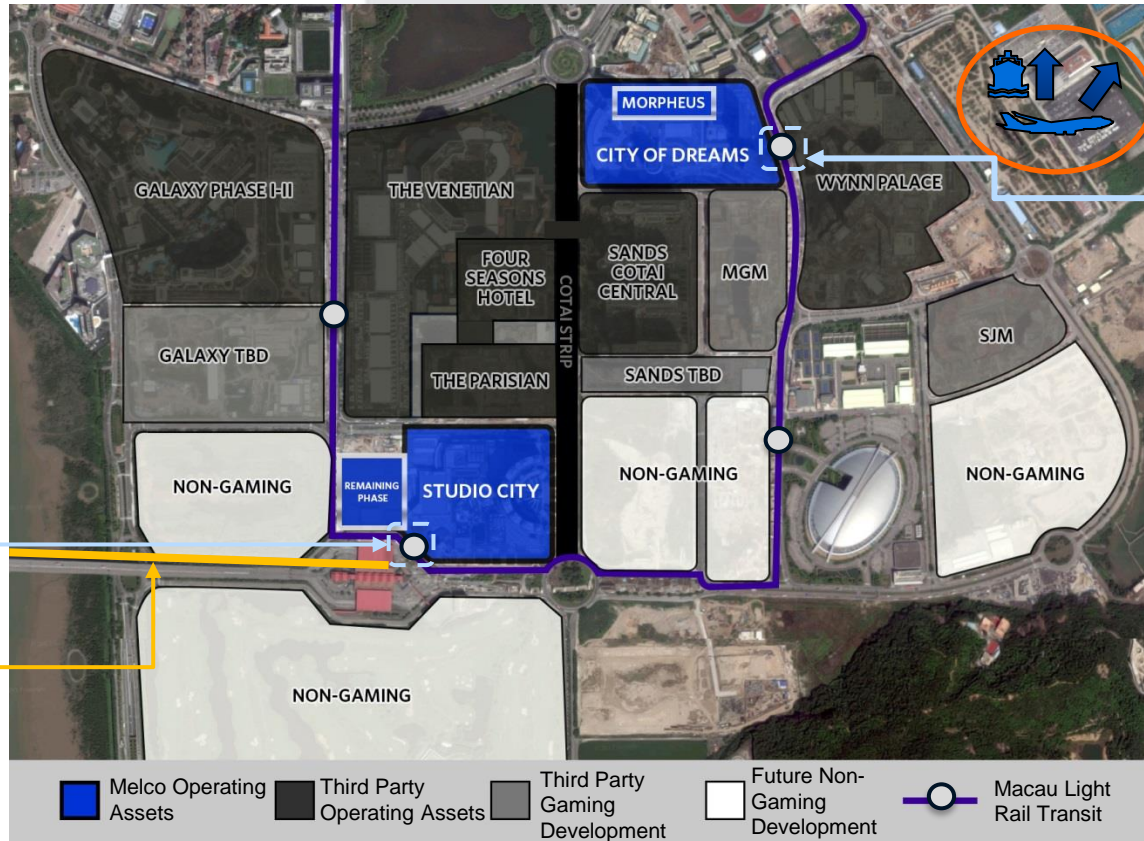 MORPHEUS
CITY OF DREAMS
GALAXY PHASE I-II
THE VENETIAN
WYNN PALACE
FOUR
SEASONS
HOTEL
SANDS
COTAI
CENTRAL
MGM
COTAI STRIP
GALAXY TBD
THE PARISIAN
SANDS TBD
SJM
NON-GAMING
REMAINING
PHASE
STUDIO CITY
NON-GAMING
NON-GAMING
NON-GAMING
Melco Operating
Assets
Third Party
Operating Assets
Third Party
Gaming
Development
Future Non-
Gaming
Development
Macau Light
Rail Transit